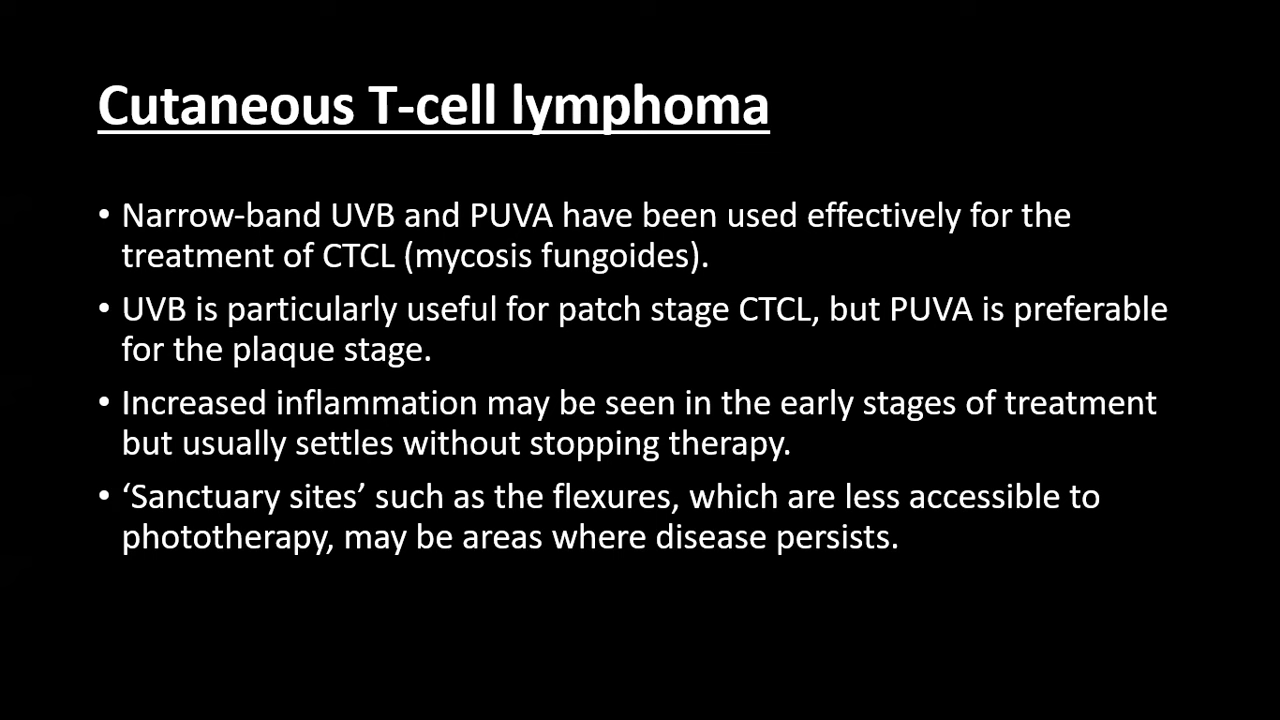 Cutaneous T-cell lymphoma
• Narrow-band UVB and PUVA have been used effectively for the
treatment of CTCL (mycosis fungoides).
• UVB is particularly useful for patch stage CTCL, but PUVA is preferable
for the plaque stage.
• Increased inflammation may be seen in the early stages of treatment
but usually settles without stopping therapy.
• ‘Sanctuary sites’ such as the flexures, which are less accessible to
phototherapy, may be areas where disease persists.